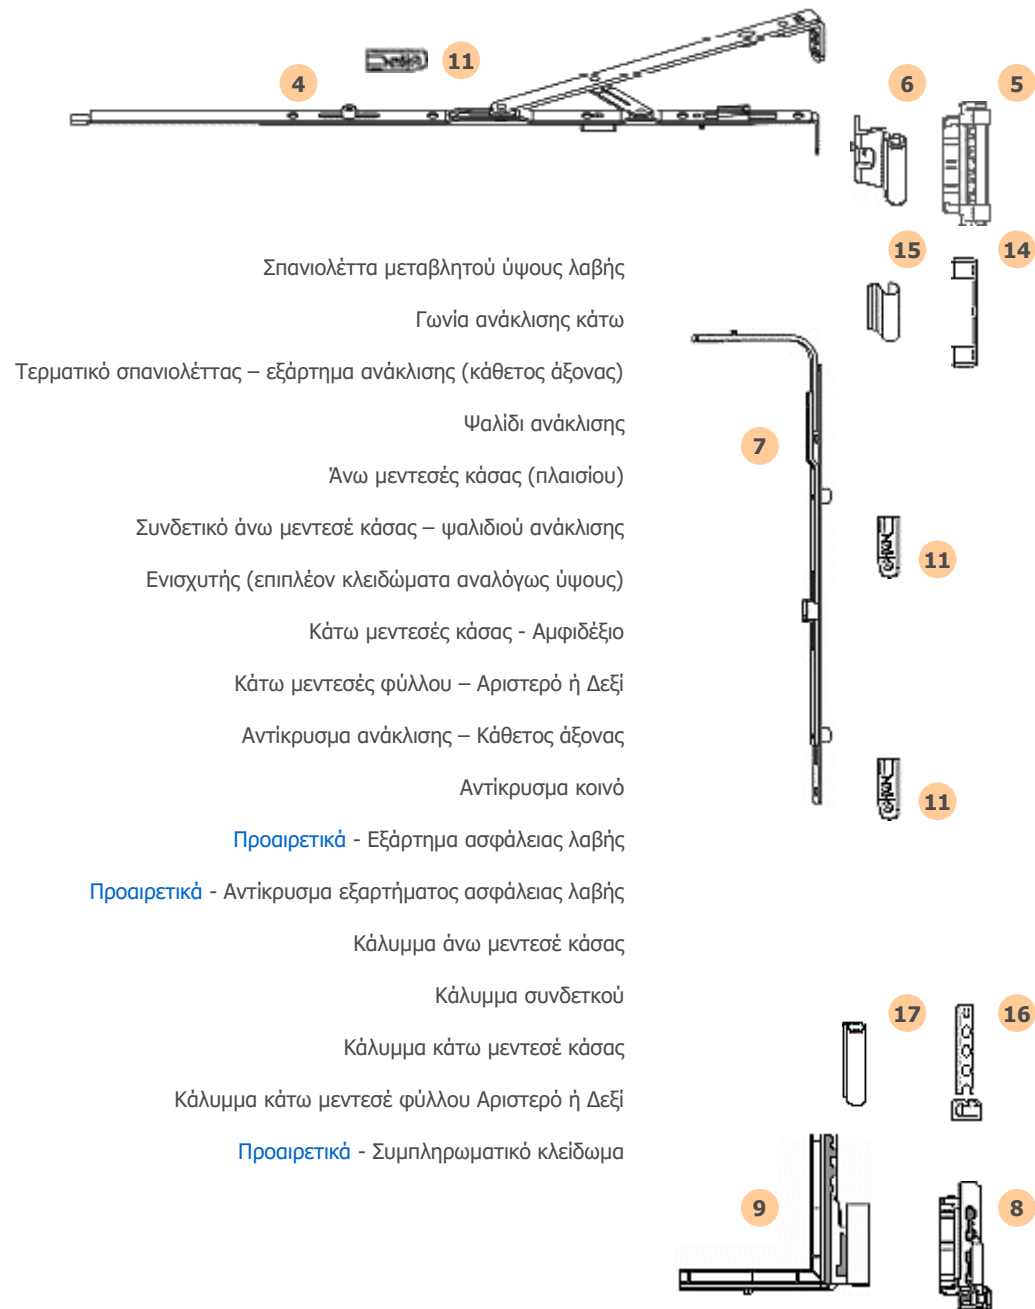 11
4
6
5
15
14
Σπανιολέττα μεταβλητού ύψους λαβής
Γωνία ανάκλισης κάτω
Τερματικό σπανιολέττας – εξάρτημα ανάκλισης (κάθετος άξονας)
Ψαλίδι ανάκλισης
7
Άνω μεντεσές κάσας (πλαισίου)
Συνδετικό άνω μεντεσέ κάσας – ψαλιδιού ανάκλισης
11
Ενισχυτής (επιπλέον κλειδώματα αναλόγως ύψους)
Κάτω μεντεσές κάσας - Αμφιδέξιο
Κάτω μεντεσές φύλλου – Αριστερό ή Δεξί
Αντίκρυσμα ανάκλισης – Κάθετος άξονας
Αντίκρυσμα κοινό
11
Προαιρετικά - Εξάρτημα ασφάλειας λαβής
Προαιρετικά - Αντίκρυσμα εξαρτήματος ασφάλειας λαβής
Κάλυμμα άνω μεντεσέ κάσας
Κάλυμμα συνδετκού
17
16
Κάλυμμα κάτω μεντεσέ κάσας
Κάλυμμα κάτω μεντεσέ φύλλου Αριστερό ή Δεξί
Προαιρετικά - Συμπληρωματικό κλείδωμα
9
8